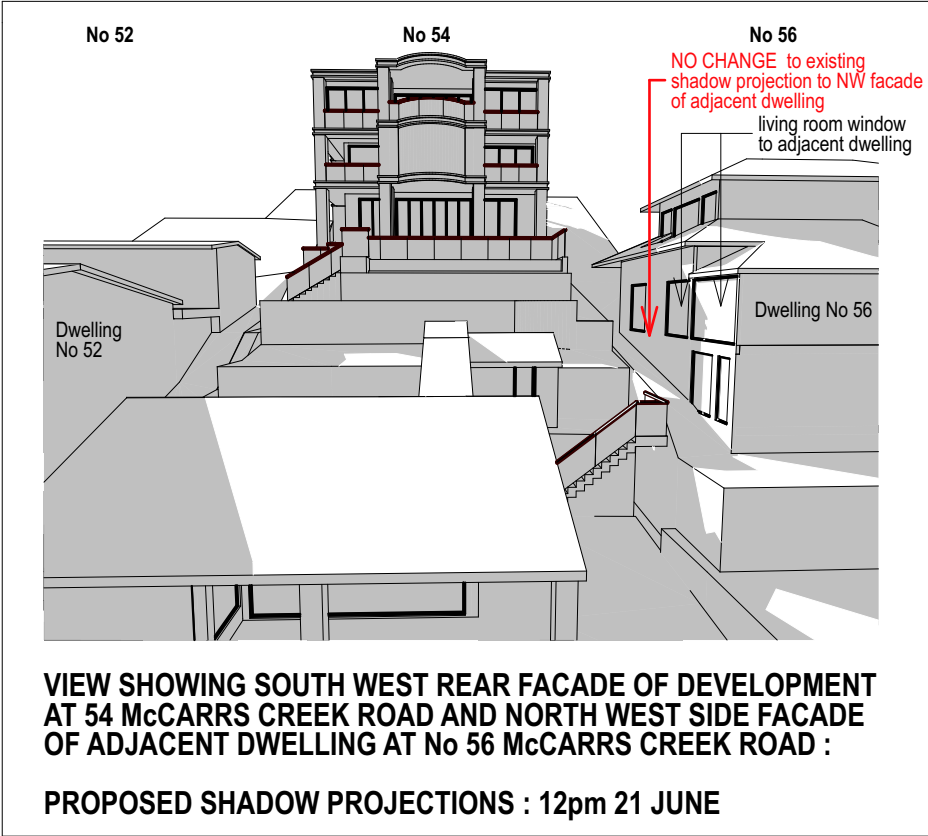 No 52
No 54
No 56
NO CHANGE to existing
shadow projection to NW facade
of adjacent dwelling
living room window
to adjacent dwelling
Dwelling
No 52
Dwelling No 56
VIEW SHOWING SOUTH WEST REAR FACADE OF DEVELOPMENT
AT 54 McCARRS CREEK ROAD AND NORTH WEST SIDE FACADE
OF ADJACENT DWELLING AT No 56 McCARRS CREEK ROAD :
PROPOSED SHADOW PROJECTIONS : 12pm 21 JUNE